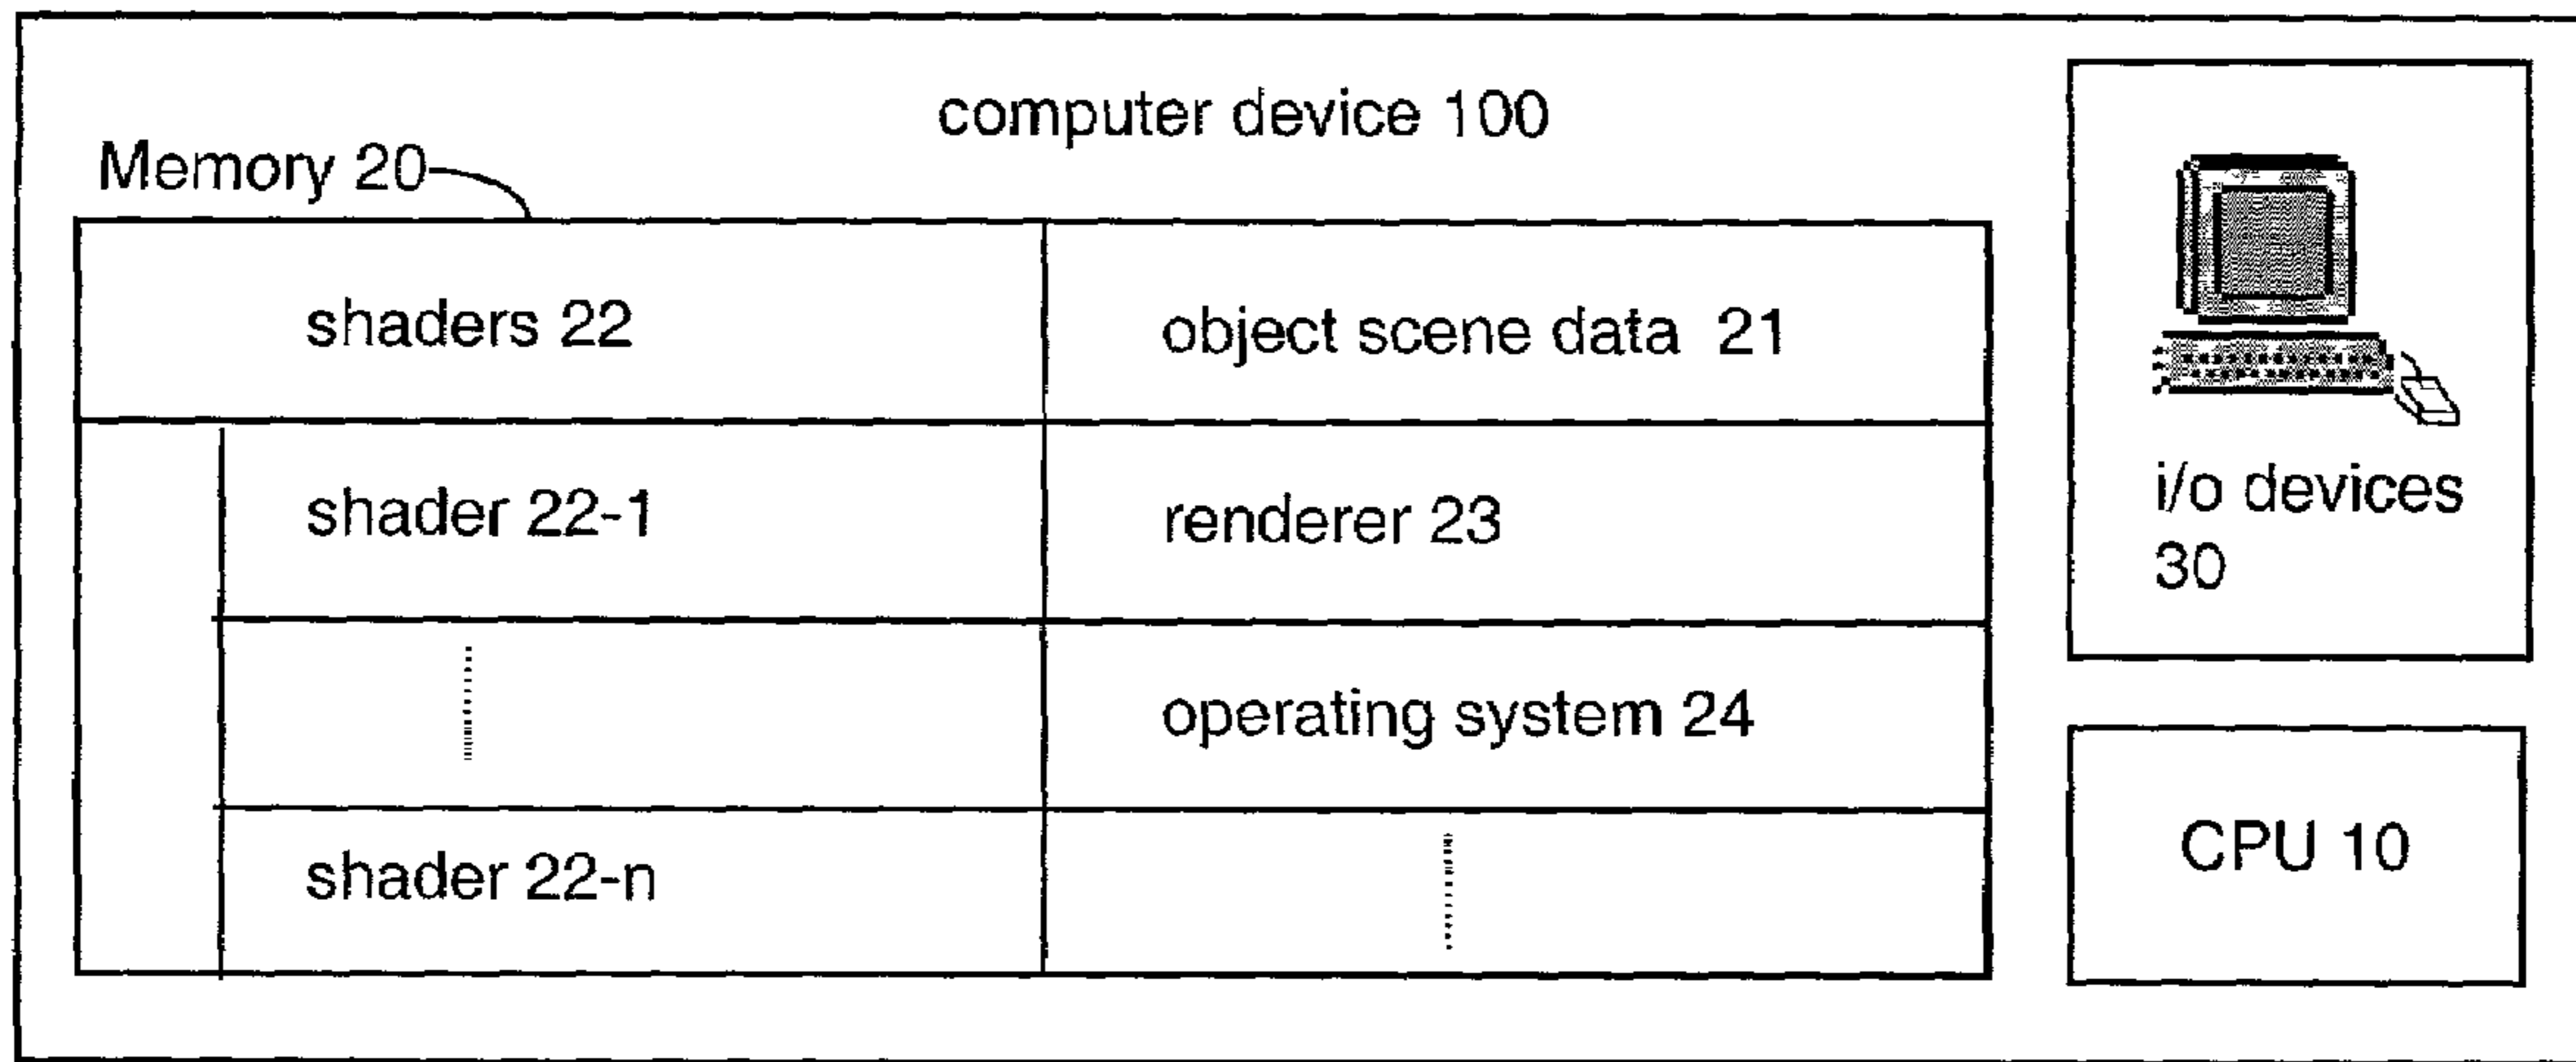 computer device 100
Memory 20
shaders 22
object scene data 21
shader 22-1
renderer 23
operating system 24
shader 22-n
i/o devices
30
CPU 10